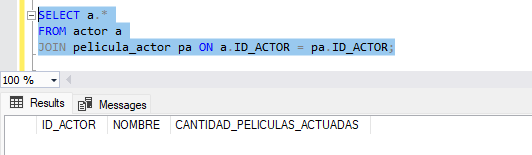 SELECT a.*
FROM actor a
JOIN pelicula_actor pa ON a.ID_ACTOR = pa.ID_ACTOR;
100 %
Results Messages
ID_ACTOR NOMBRE CANTIDAD_PELICULAS_ACTUADAS